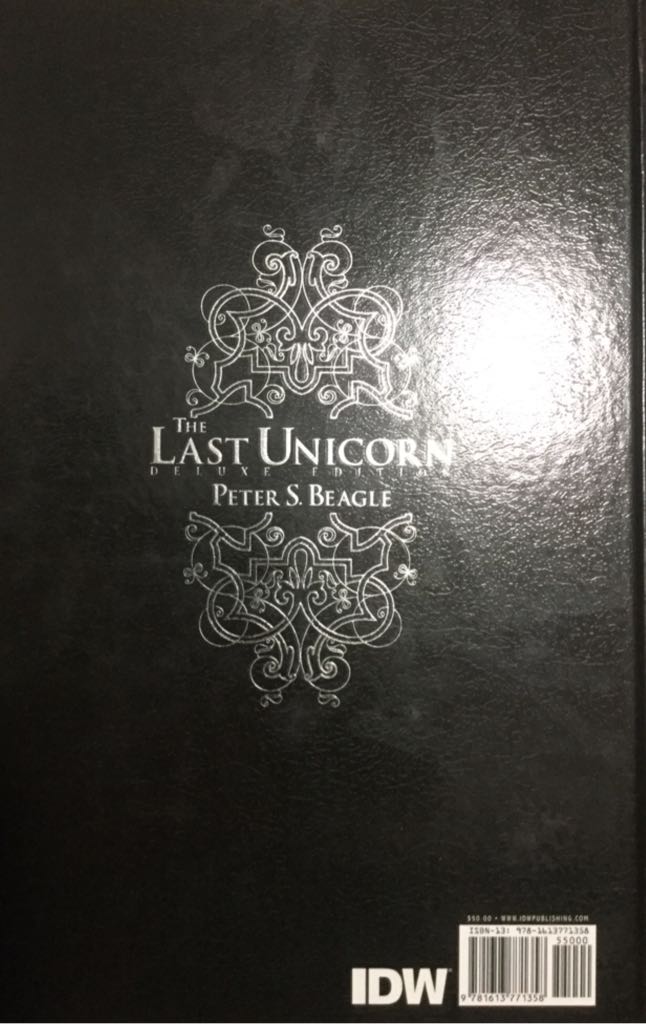 THE
LAST UNICORN
DELUXE EDITION
PETER S. BEAGLE
$50.00 • WWW.IDWPUBLISHING.COM
ISBN-13: 978-1613771358
55000
IDW
9 781613 771358